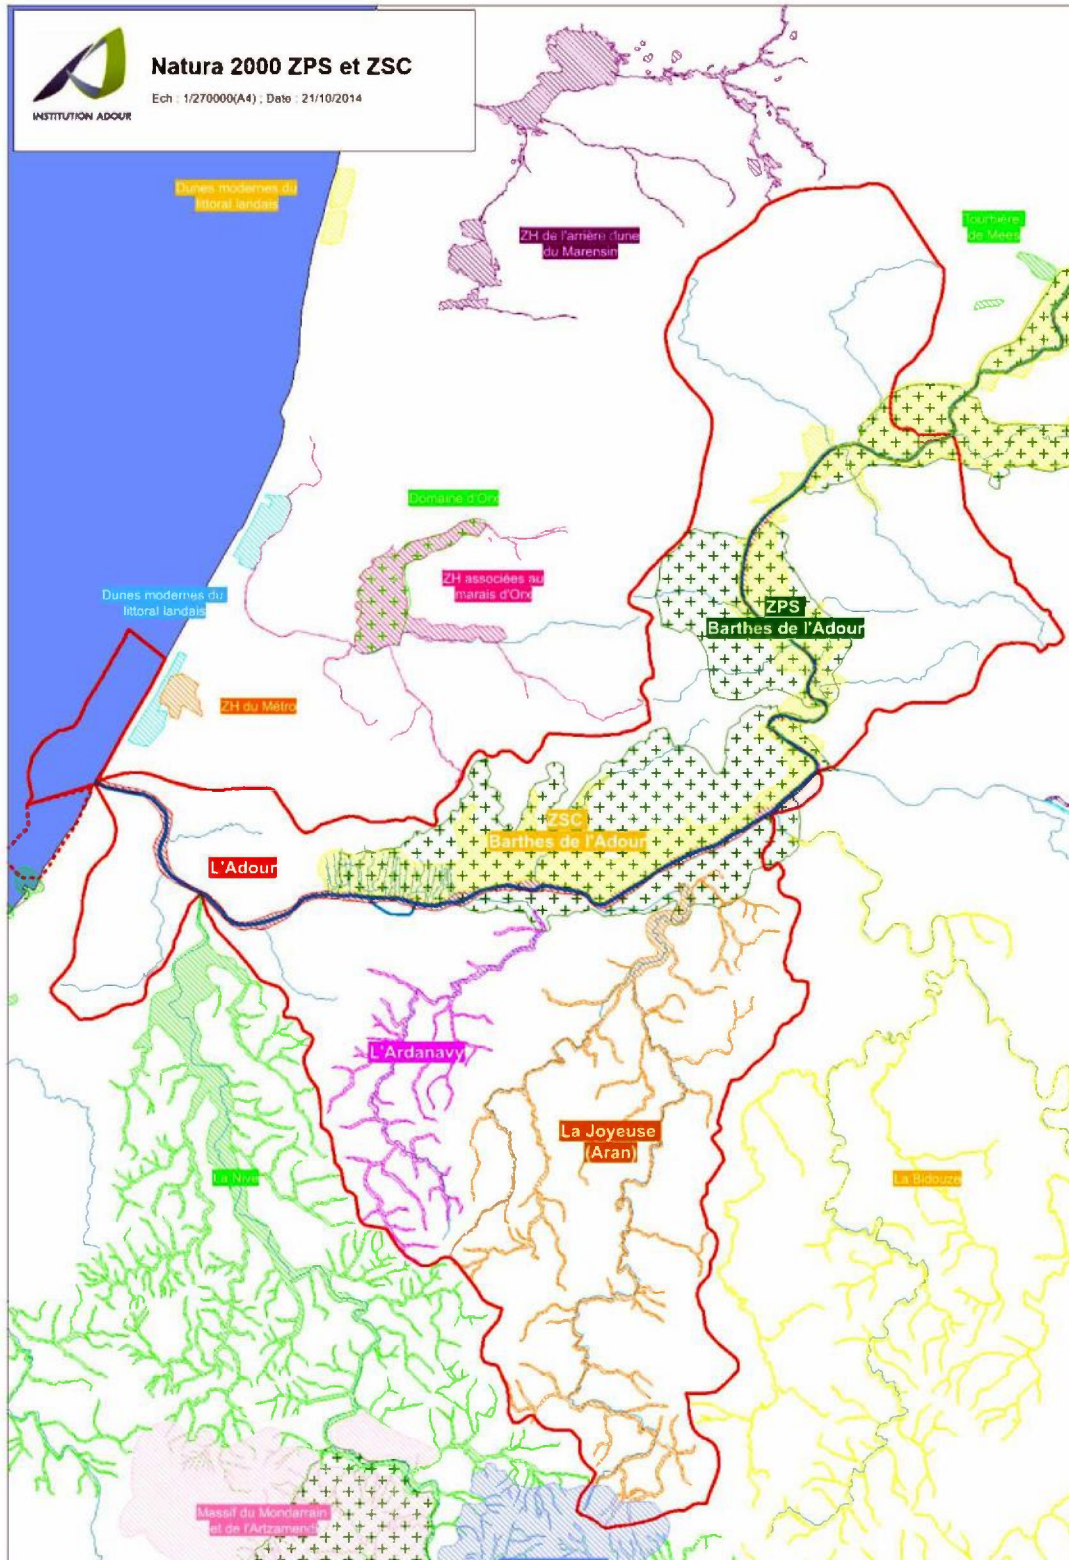 Natura 2000 ZPS et ZSC
Ech : 1/270000(A4) ; Date : 21/10/2014
INSTITUTION ADOUR
Dunes modernes du
littoral landais
ZH de l'arrière dune
du Marensin
Tourbière
de Mees
Domaine d'Orx
ZH associées au
marais d'Orx
Dunes modernes du
littoral landais
ZPS
Barthes de l'Adour
ZH du Métro
ZSC
Barthes de l'Adour
L'Adour
L'Ardanavy
La Joyeuse
(Aran)
La Nive
La Bidouze
Massif du Mondarrain
et de l'Artzamendi